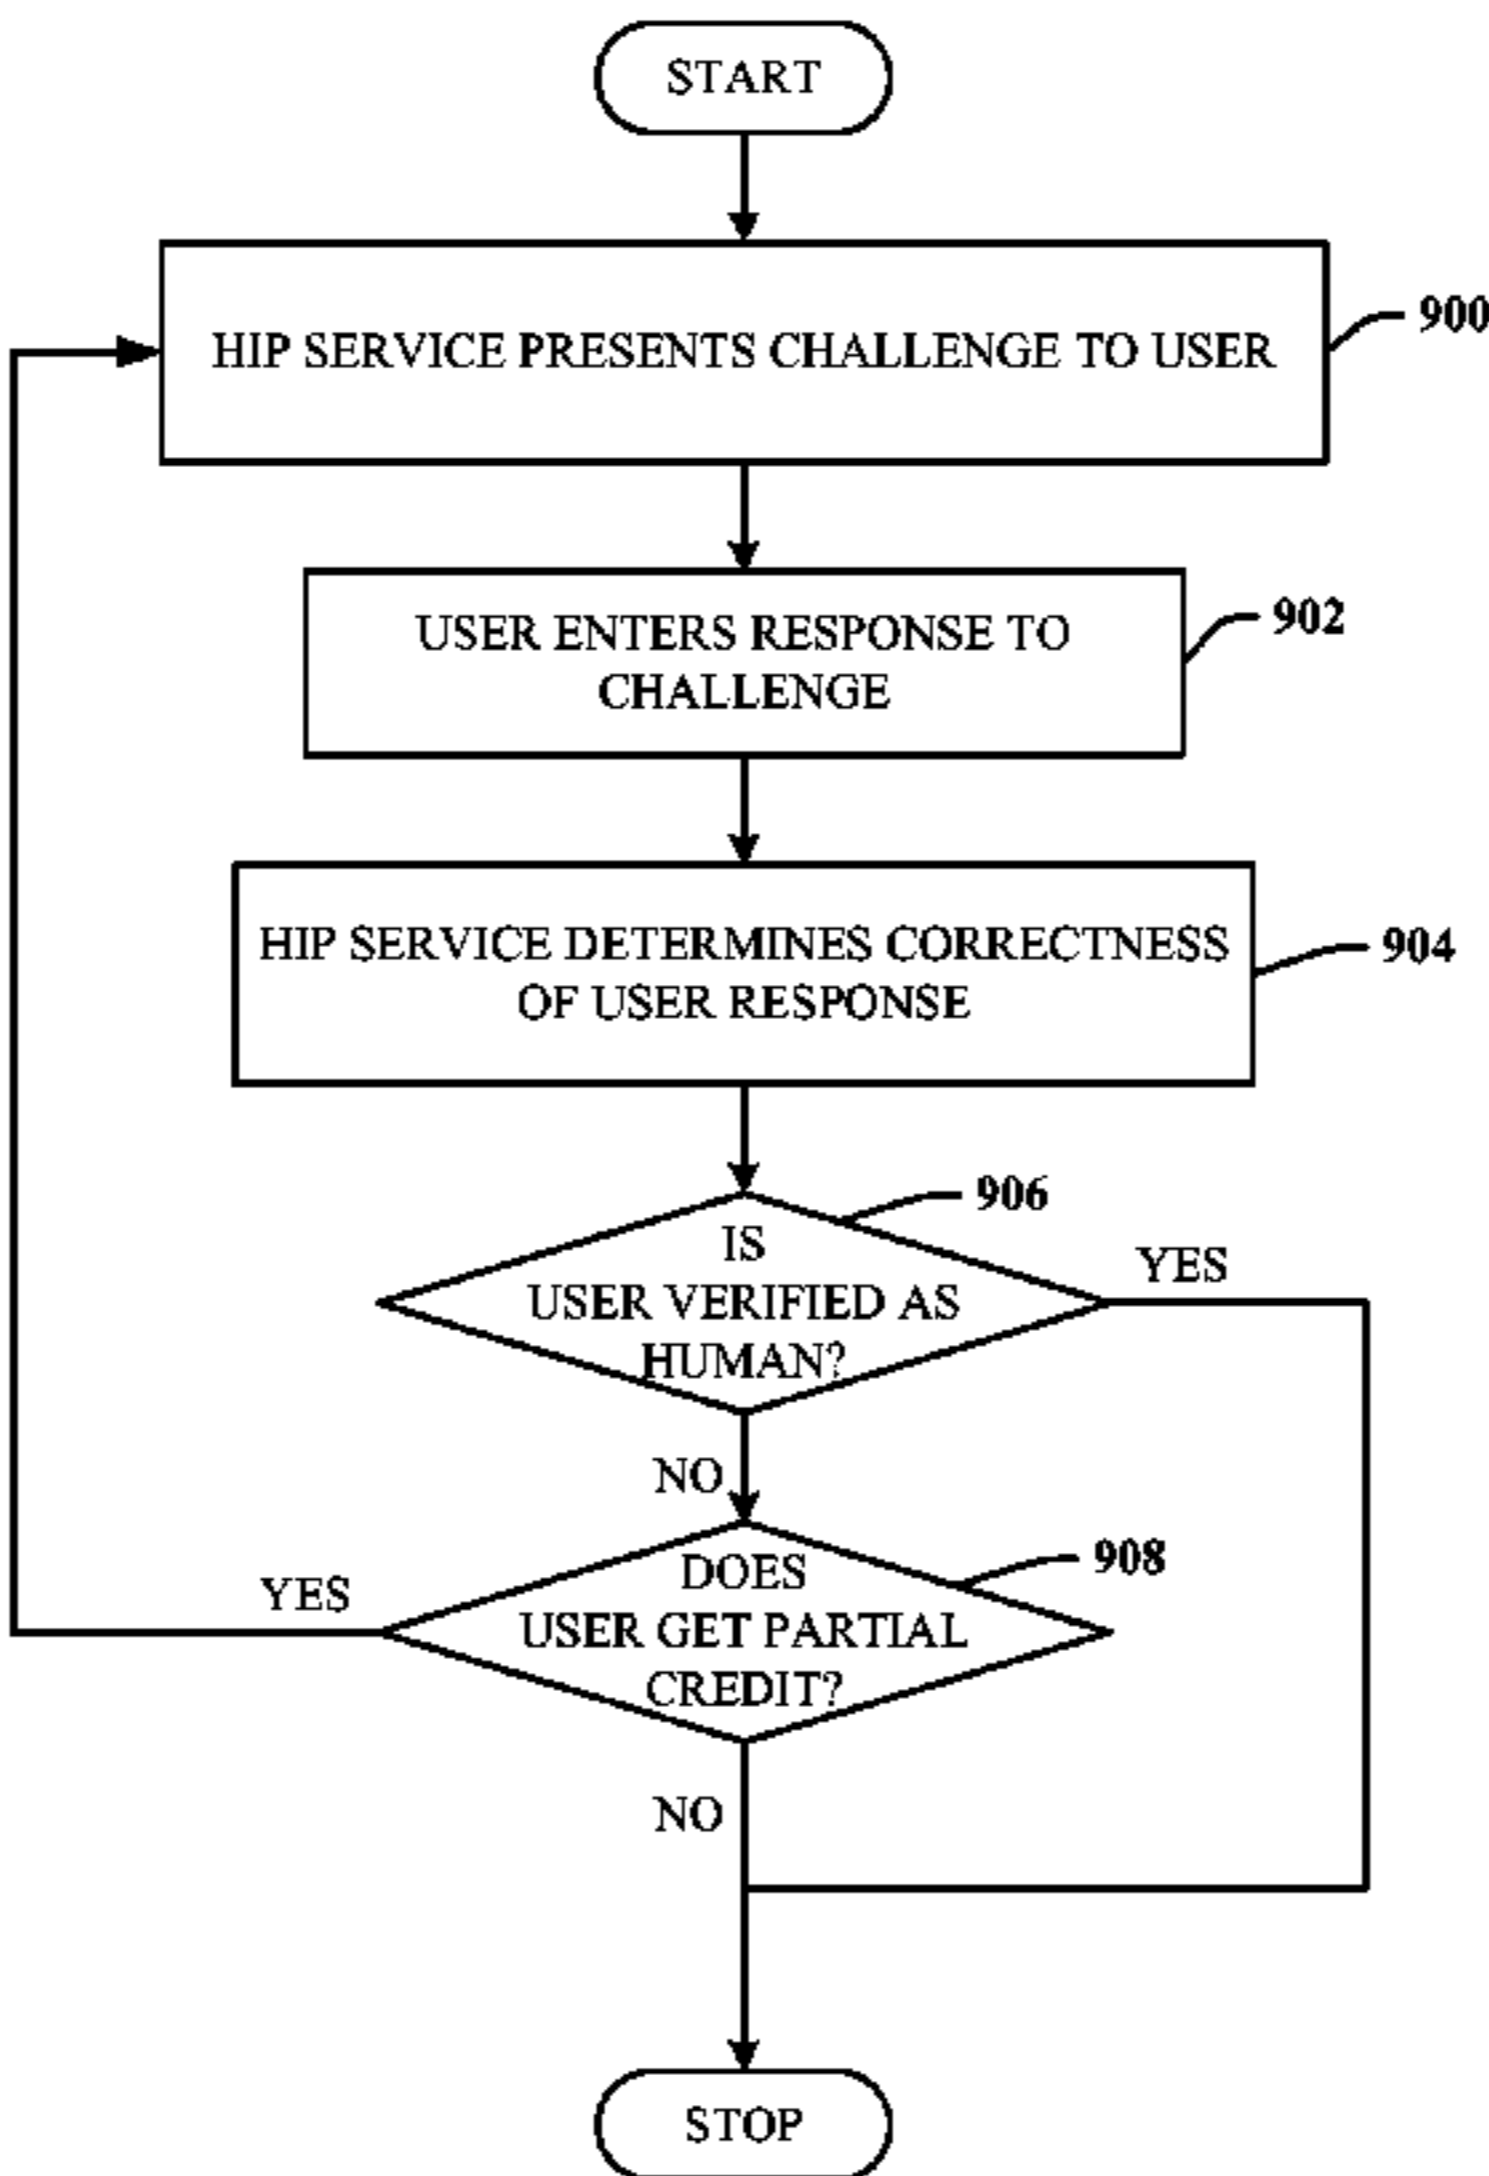 START
HIP SERVICE PRESENTS CHALLENGE TO USER
900
USER ENTERS RESPONSE TO
CHALLENGE
902
HIP SERVICE DETERMINES CORRECTNESS
OF USER RESPONSE
904
906
IS
USER VERIFIED AS
HUMAN?
YES
NO
908
DOES
USER GET PARTIAL
CREDIT?
YES
NO
STOP